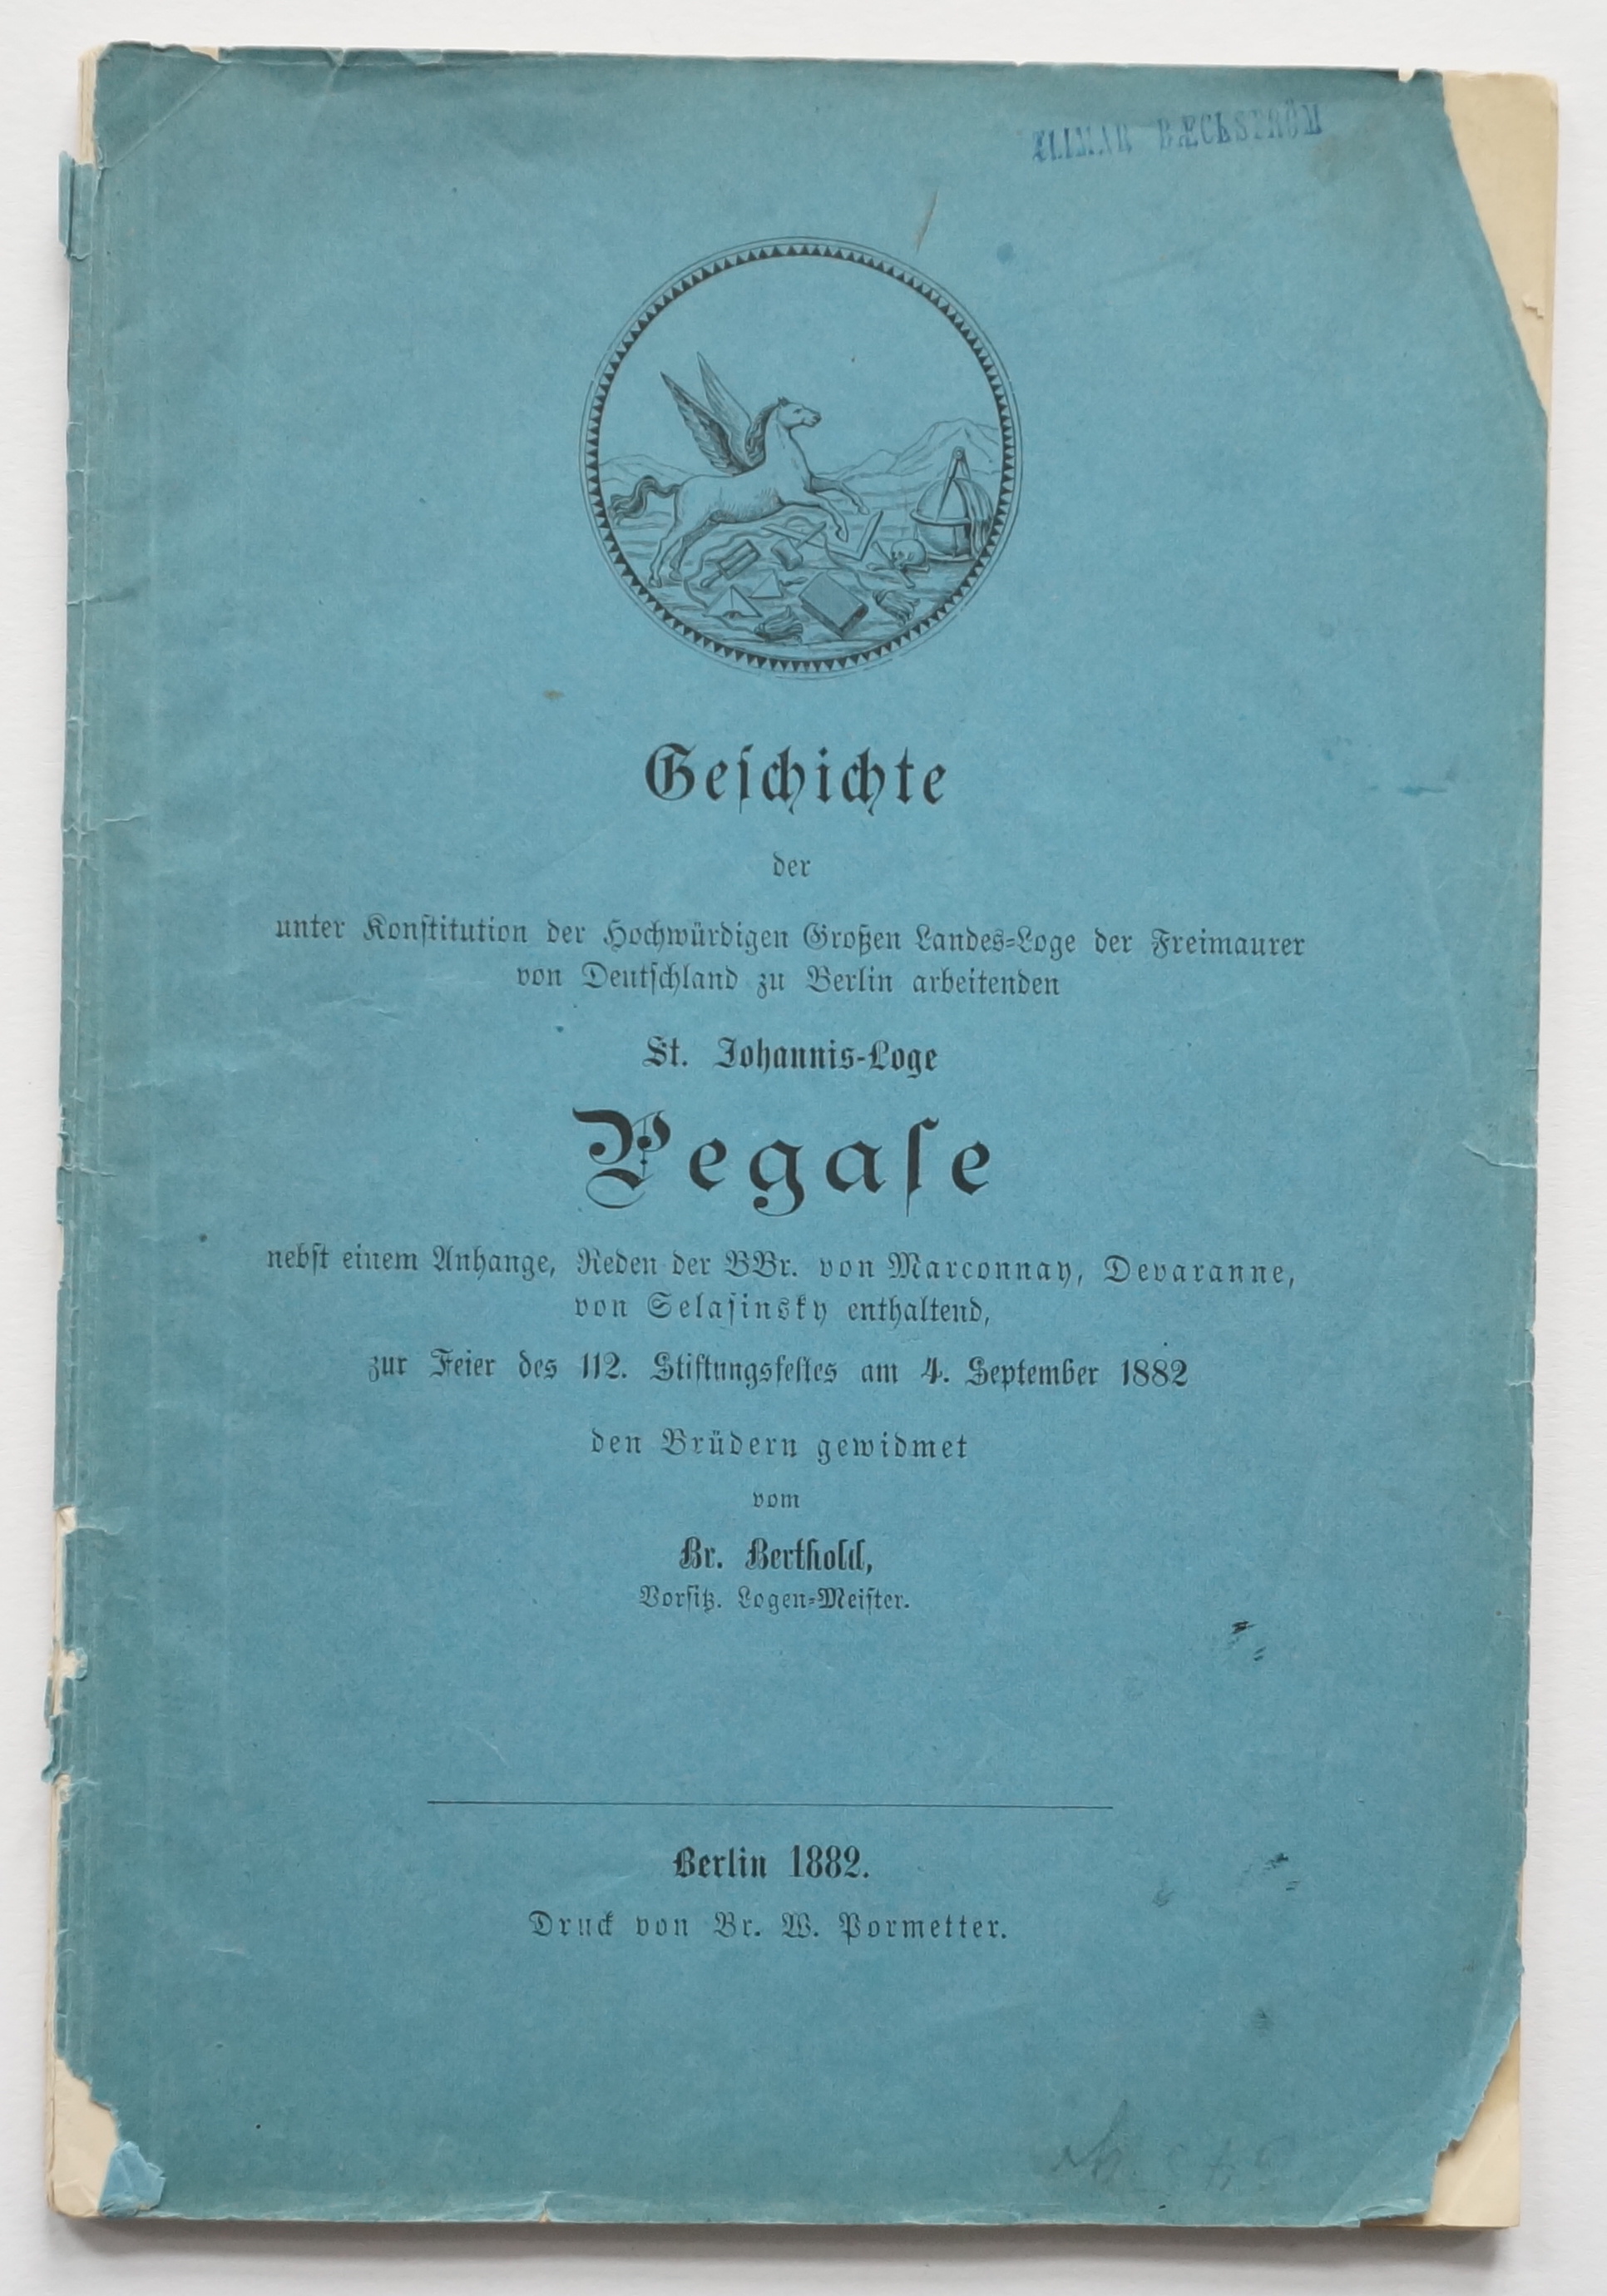 ELIMAR BÆCKSTRÖM
Geſchichte
der
unter Konſtitution der Hochwürdigen Großen Landes-Loge der Freimaurer
von Deutſchland zu Berlin arbeitenden
St. Johannis-Loge
Pegaſe
nebſt einem Anhange, Reden der BBr. von Marconnay, Devaranne,
von Selaſinsky enthaltend,
zur Feier des 112. Stiftungsfeſtes am 4. September 1882
den Brüdern gewidmet
vom
Br. Berthold,
Vorſitz. Logen-Meiſter.
Berlin 1882.
Druck von Br. W. Pormetter.